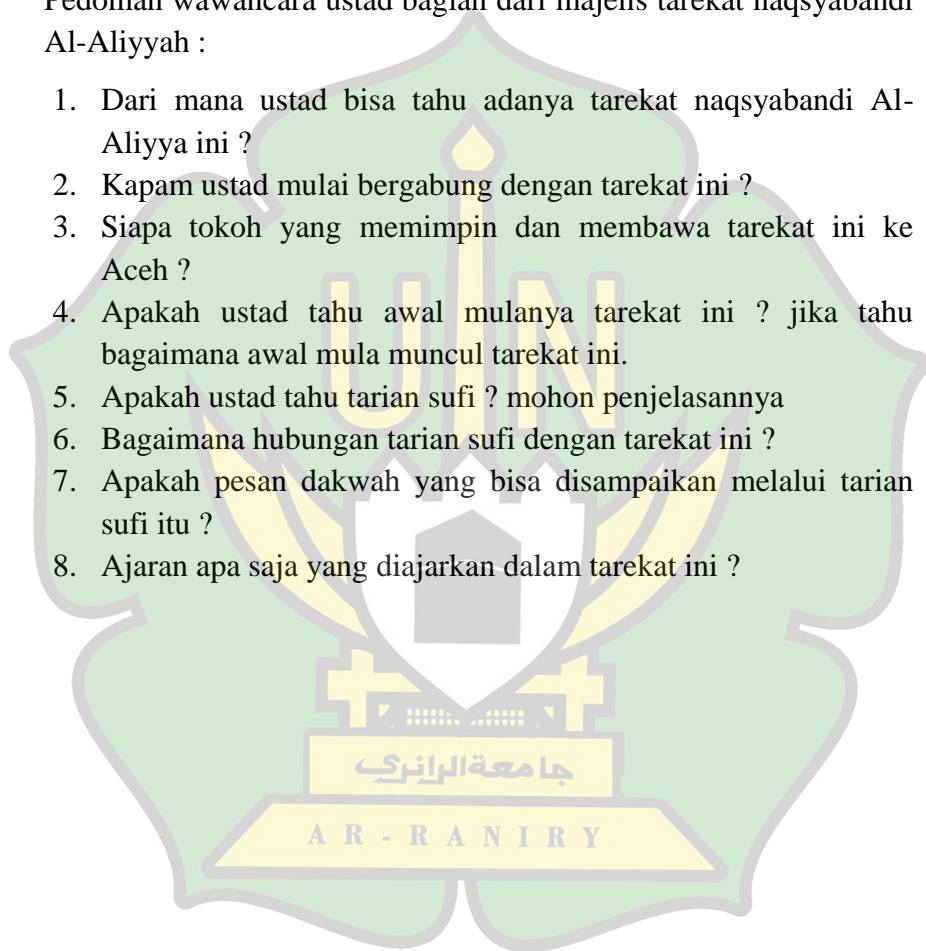 Pedoman wawancara ustad bagian dari majelis tarekat naqsyabandi
Al-Aliyyah :
1. Dari mana ustad bisa tahu adanya tarekat naqsyabandi Al-
Aliyya ini ?
2. Kapam ustad mulai bergabung dengan tarekat ini ?
3. Siapa tokoh yang memimpin dan membawa tarekat ini ke
Aceh ?
4. Apakah ustad tahu awal mulanya tarekat ini ? jika tahu
bagaimana awal mula muncul tarekat ini.
5. Apakah ustad tahu tarian sufi ? mohon penjelasannya
6. Bagaimana hubungan tarian sufi dengan tarekat ini ?
7. Apakah pesan dakwah yang bisa disampaikan melalui tarian
sufi itu ?
8. Ajaran apa saja yang diajarkan dalam tarekat ini ?
UIN
جامعةالرانري
AR-RANIRY